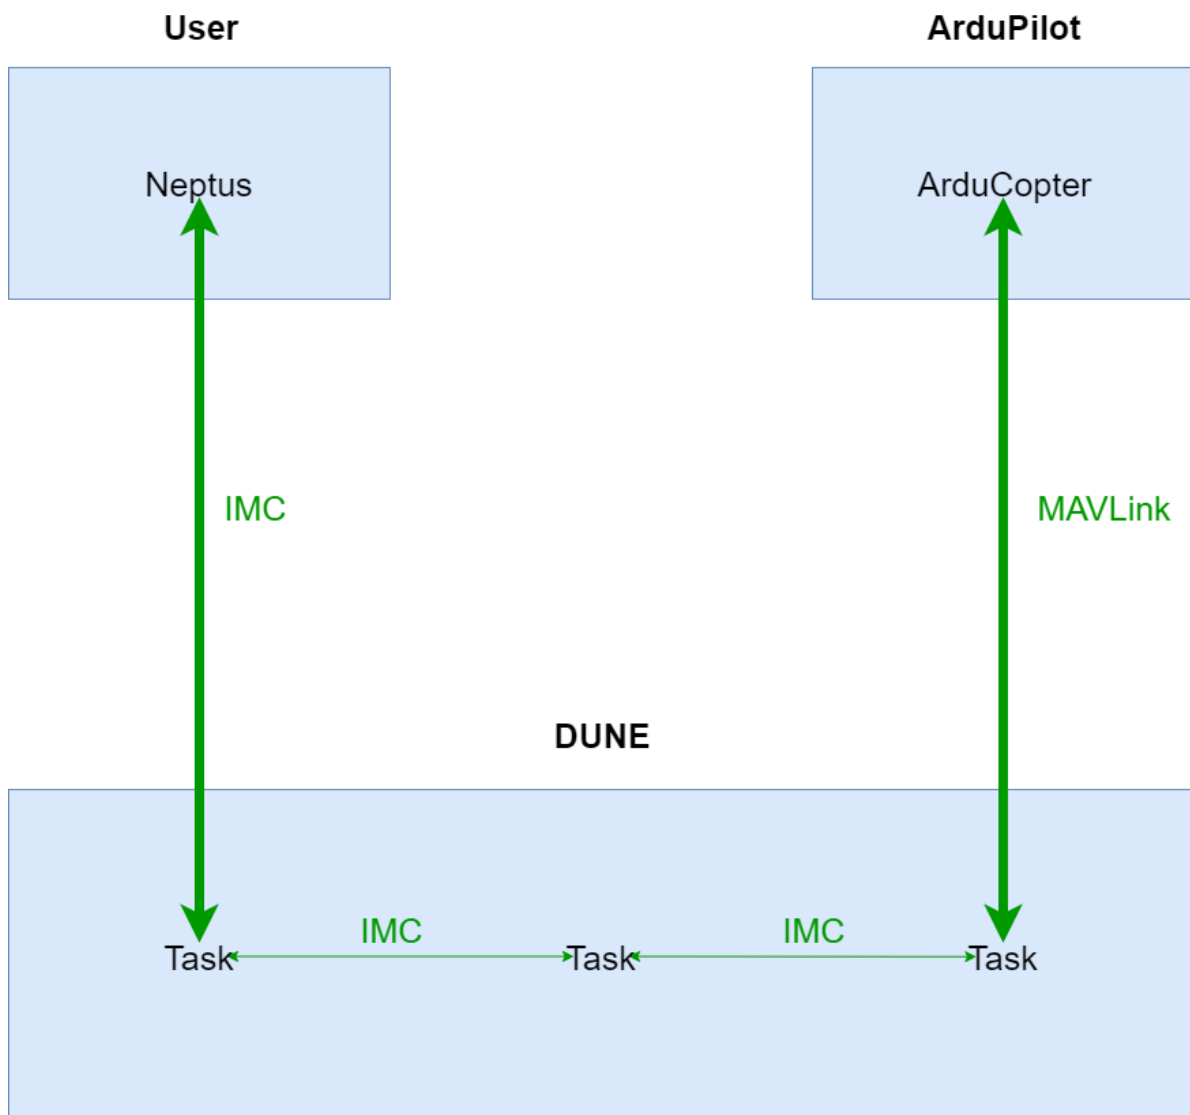 User
ArduPilot
Neptus
ArduCopter
IMC
MAVLink
DUNE
IMC
IMC
Task
Task
Task